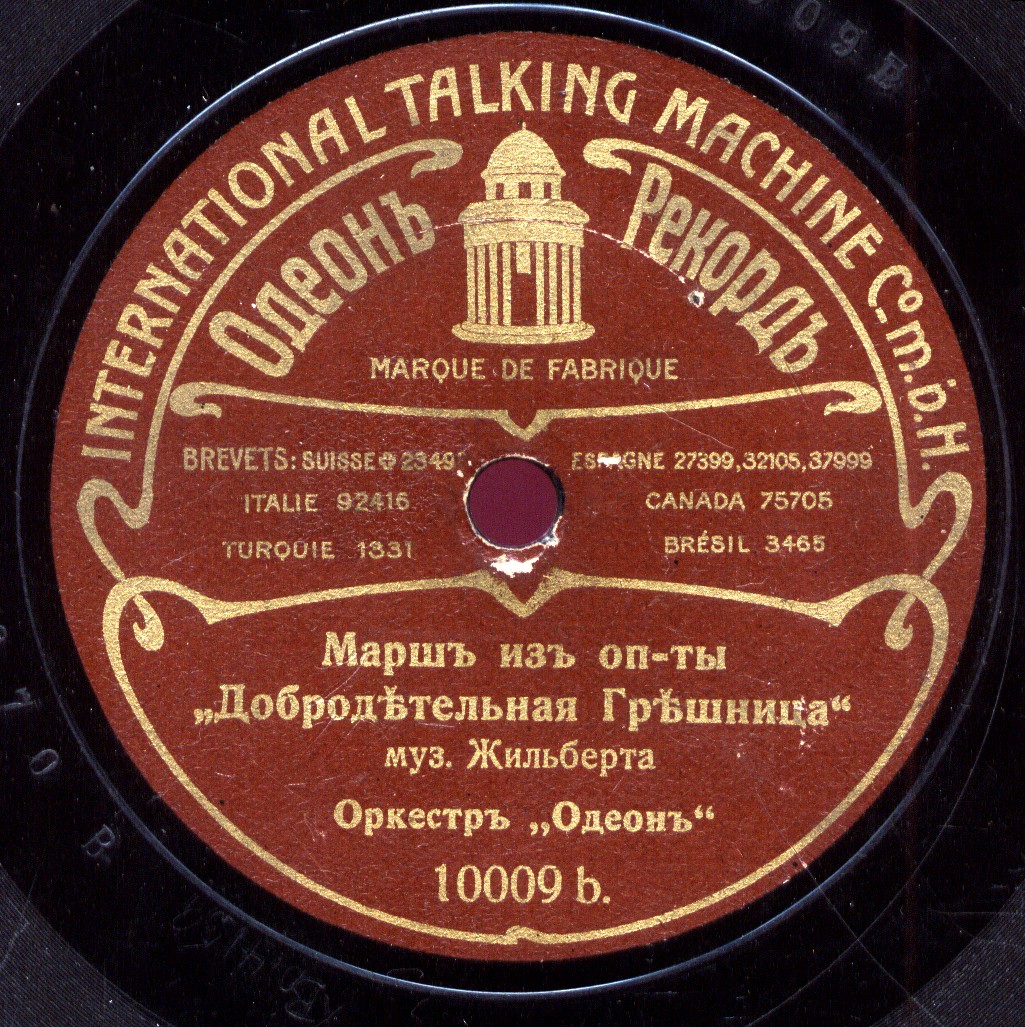 INTERNATIONAL TALKING MACHINE Co. m. b. H.
Одеонъ Рекордъ
MARQUE DE FABRIQUE
BREVETS: SUISSE ESPAGNE 27399, 32105, 37999
ITALIE 92416 CANADA 75705
TURQUIE 1331 BRÉSIL 3465
Маршъ изъ оп-ты
„Добродѣтельная Грѣшница“
муз. Жильберта
Оркестръ „Одеонъ“
10009 b.